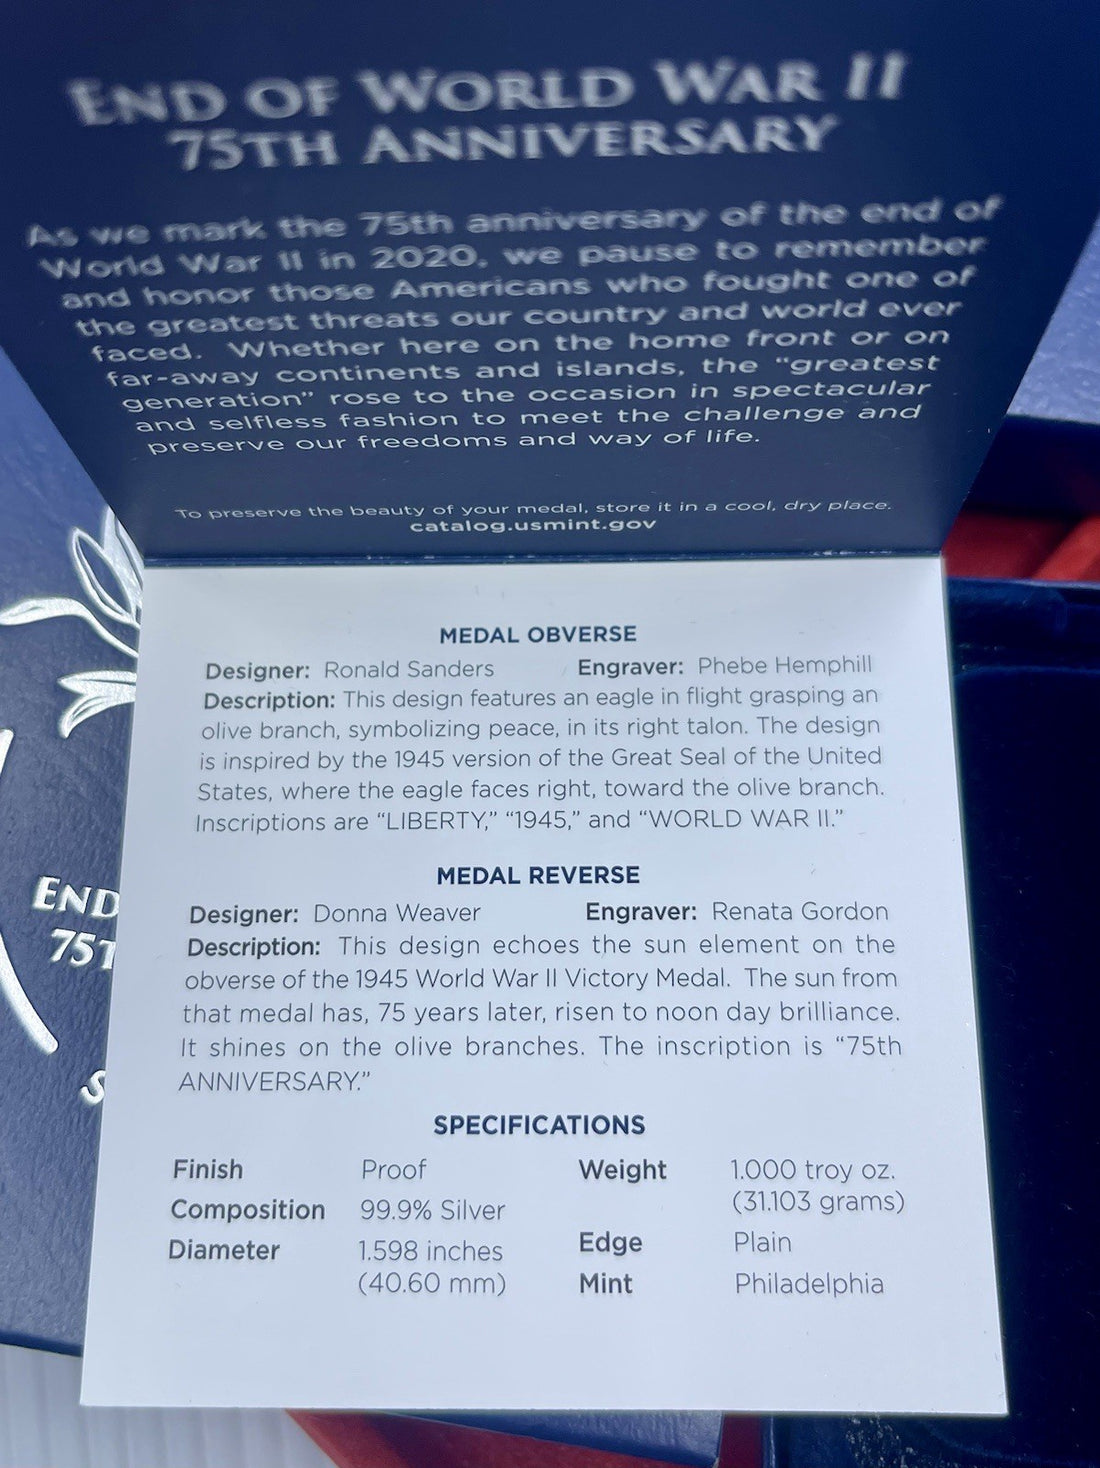 END OF WORLD WAR II
75TH ANNIVERSARY
As we mark the 75th anniversary of the end of
World War II in 2020, we pause to remember
and honor those Americans who fought one of
the greatest threats our country and world ever
faced. Whether here on the home front or on
far-away continents and islands, the “greatest
generation” rose to the occasion in spectacular
and selfless fashion to meet the challenge and
preserve our freedoms and way of life.
To preserve the beauty of your medal, store it in a cool, dry place.
catalog.usmint.gov
MEDAL OBVERSE
Designer: Ronald Sanders Engraver: Phebe Hemphill
Description: This design features an eagle in flight grasping an
olive branch, symbolizing peace, in its right talon. The design
is inspired by the 1945 version of the Great Seal of the United
States, where the eagle faces right, toward the olive branch.
Inscriptions are “LIBERTY,” “1945,” and “WORLD WAR II.”
MEDAL REVERSE
Designer: Donna Weaver Engraver: Renata Gordon
Description: This design echoes the sun element on the
obverse of the 1945 World War II Victory Medal. The sun from
that medal has, 75 years later, risen to noon day brilliance.
It shines on the olive branches. The inscription is “75th
ANNIVERSARY.”
SPECIFICATIONS
Finish Proof Weight 1.000 troy oz.
(31.103 grams)
Composition 99.9% Silver
Edge Plain
Diameter 1.598 inches
(40.60 mm)
Mint Philadelphia
END
75T
S